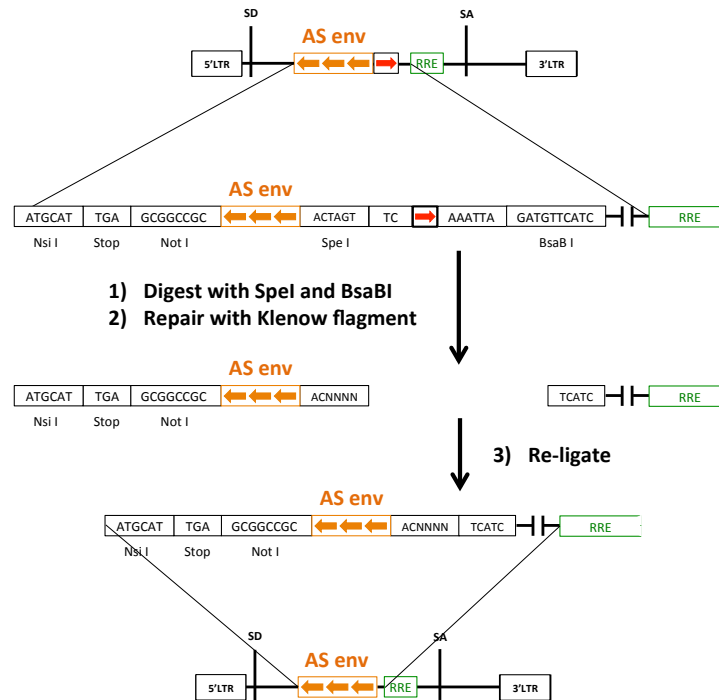 SD SA
AS env
5'LTR RRE 3'LTR
AS env
ATGCAT TGA GCGGCCGC ACTAGT TC AAATTA GATGTTCATC RRE
Nsi I Stop Not I Spe I BsaB I
1) Digest with SpeI and BsaBI
2) Repair with Klenow flagment
AS env
ATGCAT TGA GCGGCCGC ACNNNN TCATC RRE
Nsi I Stop Not I
3) Re-ligate
AS env
ATGCAT TGA GCGGCCGC ACNNNN TCATC RRE
Nsi I Stop Not I
SD SA
AS env
5'LTR RRE 3'LTR